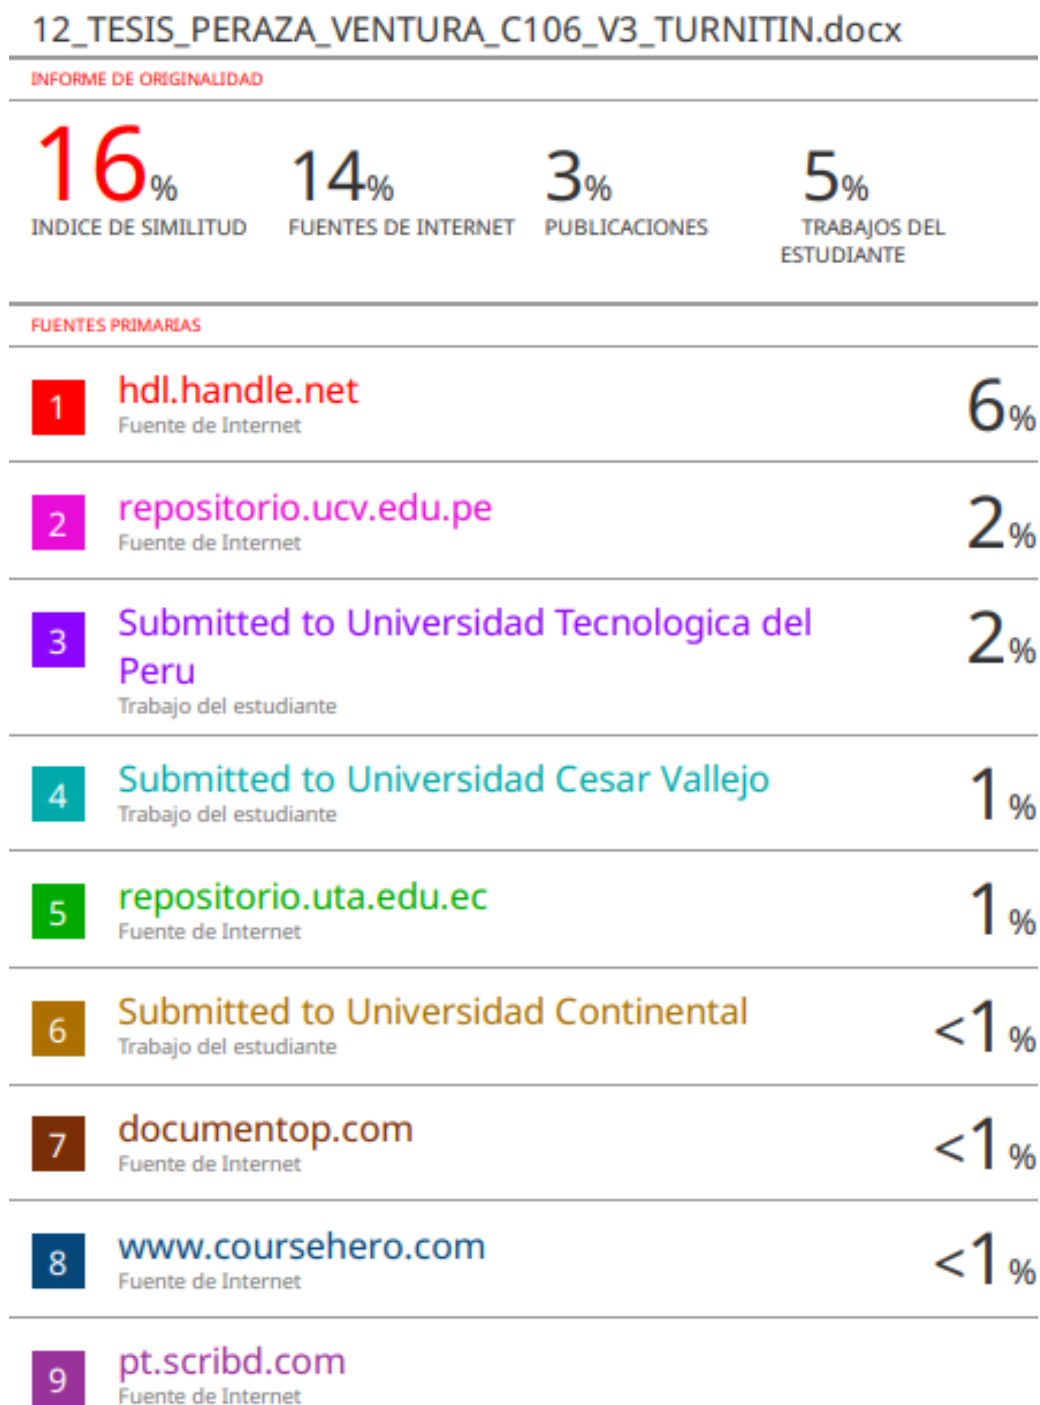 12_TESIS_PERAZA_VENTURA_C106_V3_TURNITIN.docx
INFORME DE ORIGINALIDAD
16% 14% 3% 5%
INDICE DE SIMILITUD FUENTES DE INTERNET PUBLICACIONES TRABAJOS DEL
ESTUDIANTE
FUENTES PRIMARIAS
1 hdl.handle.net 6%
Fuente de Internet
2 repositorio.ucv.edu.pe 2%
Fuente de Internet
3 Submitted to Universidad Tecnologica del 2%
Peru
Trabajo del estudiante
4 Submitted to Universidad Cesar Vallejo 1%
Trabajo del estudiante
5 repositorio.uta.edu.ec 1%
Fuente de Internet
6 Submitted to Universidad Continental <1%
Trabajo del estudiante
7 documentop.com <1%
Fuente de Internet
8 www.coursehero.com <1%
Fuente de Internet
9 pt.scribd.com
Fuente de Internet